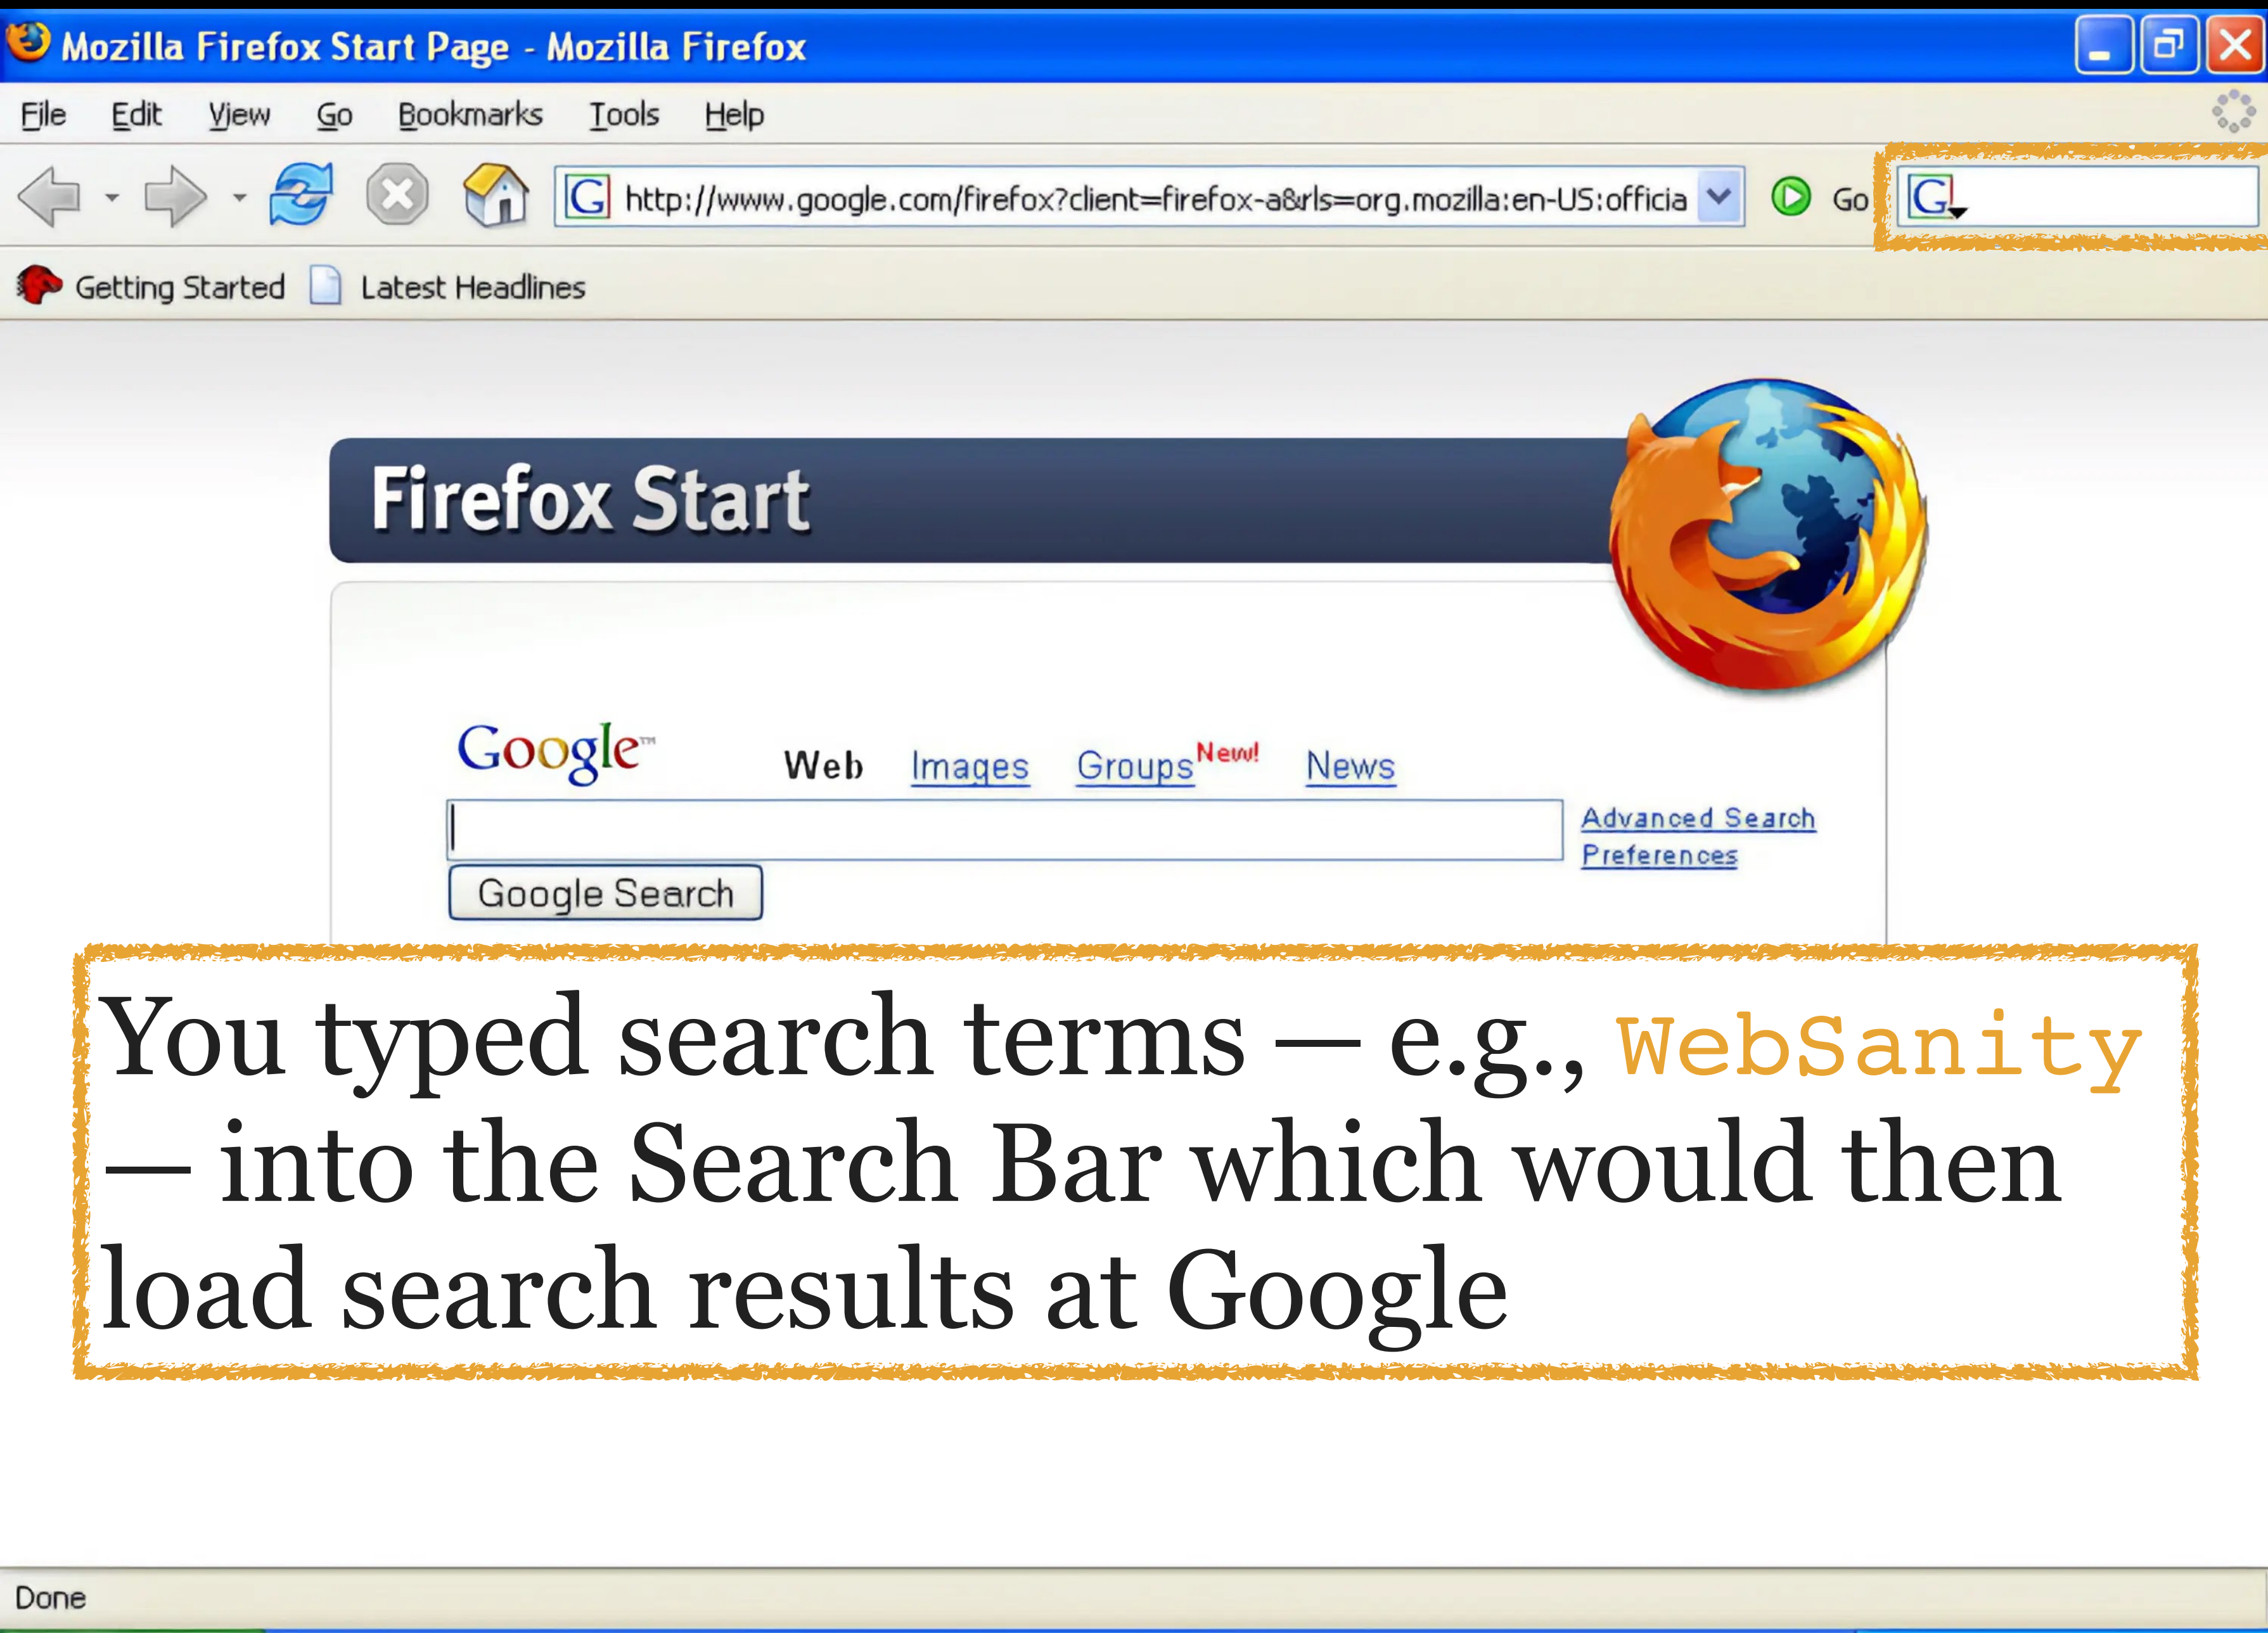 Mozilla Firefox Start Page - Mozilla Firefox
File Edit View Go Bookmarks Tools Help
G http://www.google.com/firefox?client=firefox-a&rls=org.mozilla:en-US:officia Go G
Getting Started Latest Headlines
Firefox Start
Google™ Web Images Groups New! News
Advanced Search
Preferences
Google Search
You typed search terms — e.g., WebSanity
— into the Search Bar which would then
load search results at Google
Done